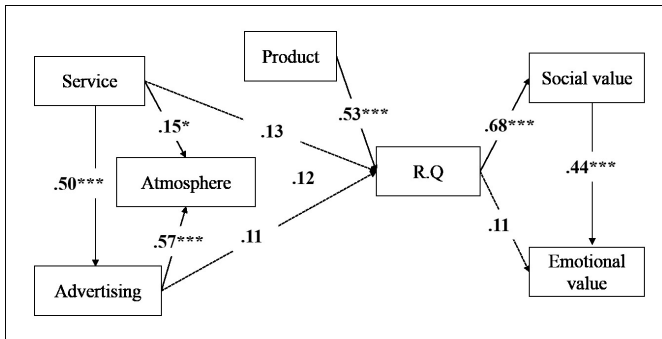 Product
Service
Social value
.15*
.13
.53***
.68***
.50***
Atmosphere
.12
R.Q
.44***
.57***
.11
.11
Advertising
Emotional
value